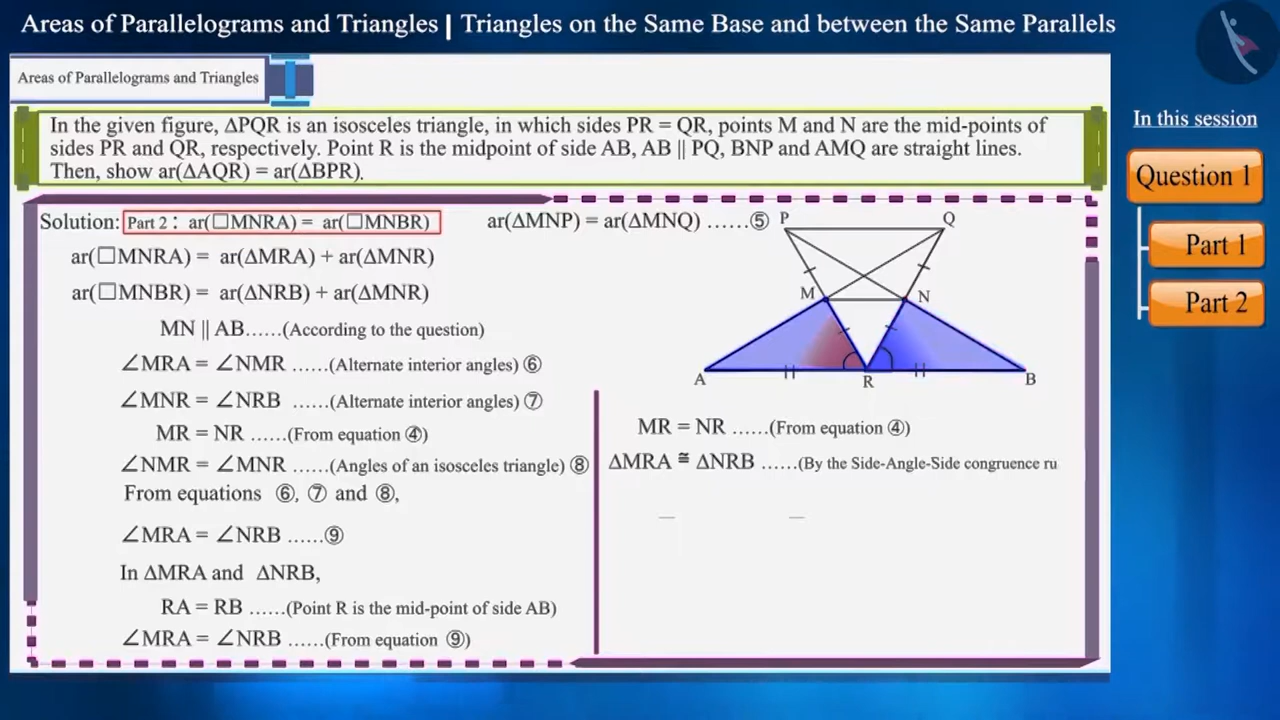 Areas of Parallelograms and Triangles | Triangles on the Same Base and between the Same Parallels
Areas of Parallelograms and Triangles
In the given figure, ΔPQR is an isosceles triangle, in which sides PR = QR, points M and N are the mid-points of
sides PR and QR, respectively. Point R is the midpoint of side AB, AB || PQ, BNP and AMQ are straight lines.
Then, show ar(ΔAQR) = ar(ΔBPR).
Solution: Part 2 : ar(□MNRA) = ar(□MNBR)
ar(□MNRA) = ar(ΔMRA) + ar(ΔMNR)
ar(□MNBR) = ar(ΔNRB) + ar(ΔMNR)
MN || AB......(According to the question)
∠MRA = ∠NMR ......(Alternate interior angles) ⑥
∠MNR = ∠NRB ......(Alternate interior angles) ⑦
MR = NR ......(From equation ④)
∠NMR = ∠MNR ......(Angles of an isosceles triangle) ⑧
From equations ⑥, ⑦ and ⑧,
∠MRA = ∠NRB ......⑨
In ΔMRA and ΔNRB,
RA = RB ......(Point R is the mid-point of side AB)
∠MRA = ∠NRB ......(From equation ⑨)
ar(ΔMNP) = ar(ΔMNQ) ......⑤
P
Q
M
N
A
R
B
MR = NR ......(From equation ④)
ΔMRA ≅ ΔNRB ......(By the Side-Angle-Side congruence ru
In this session
Question 1
Part 1
Part 2